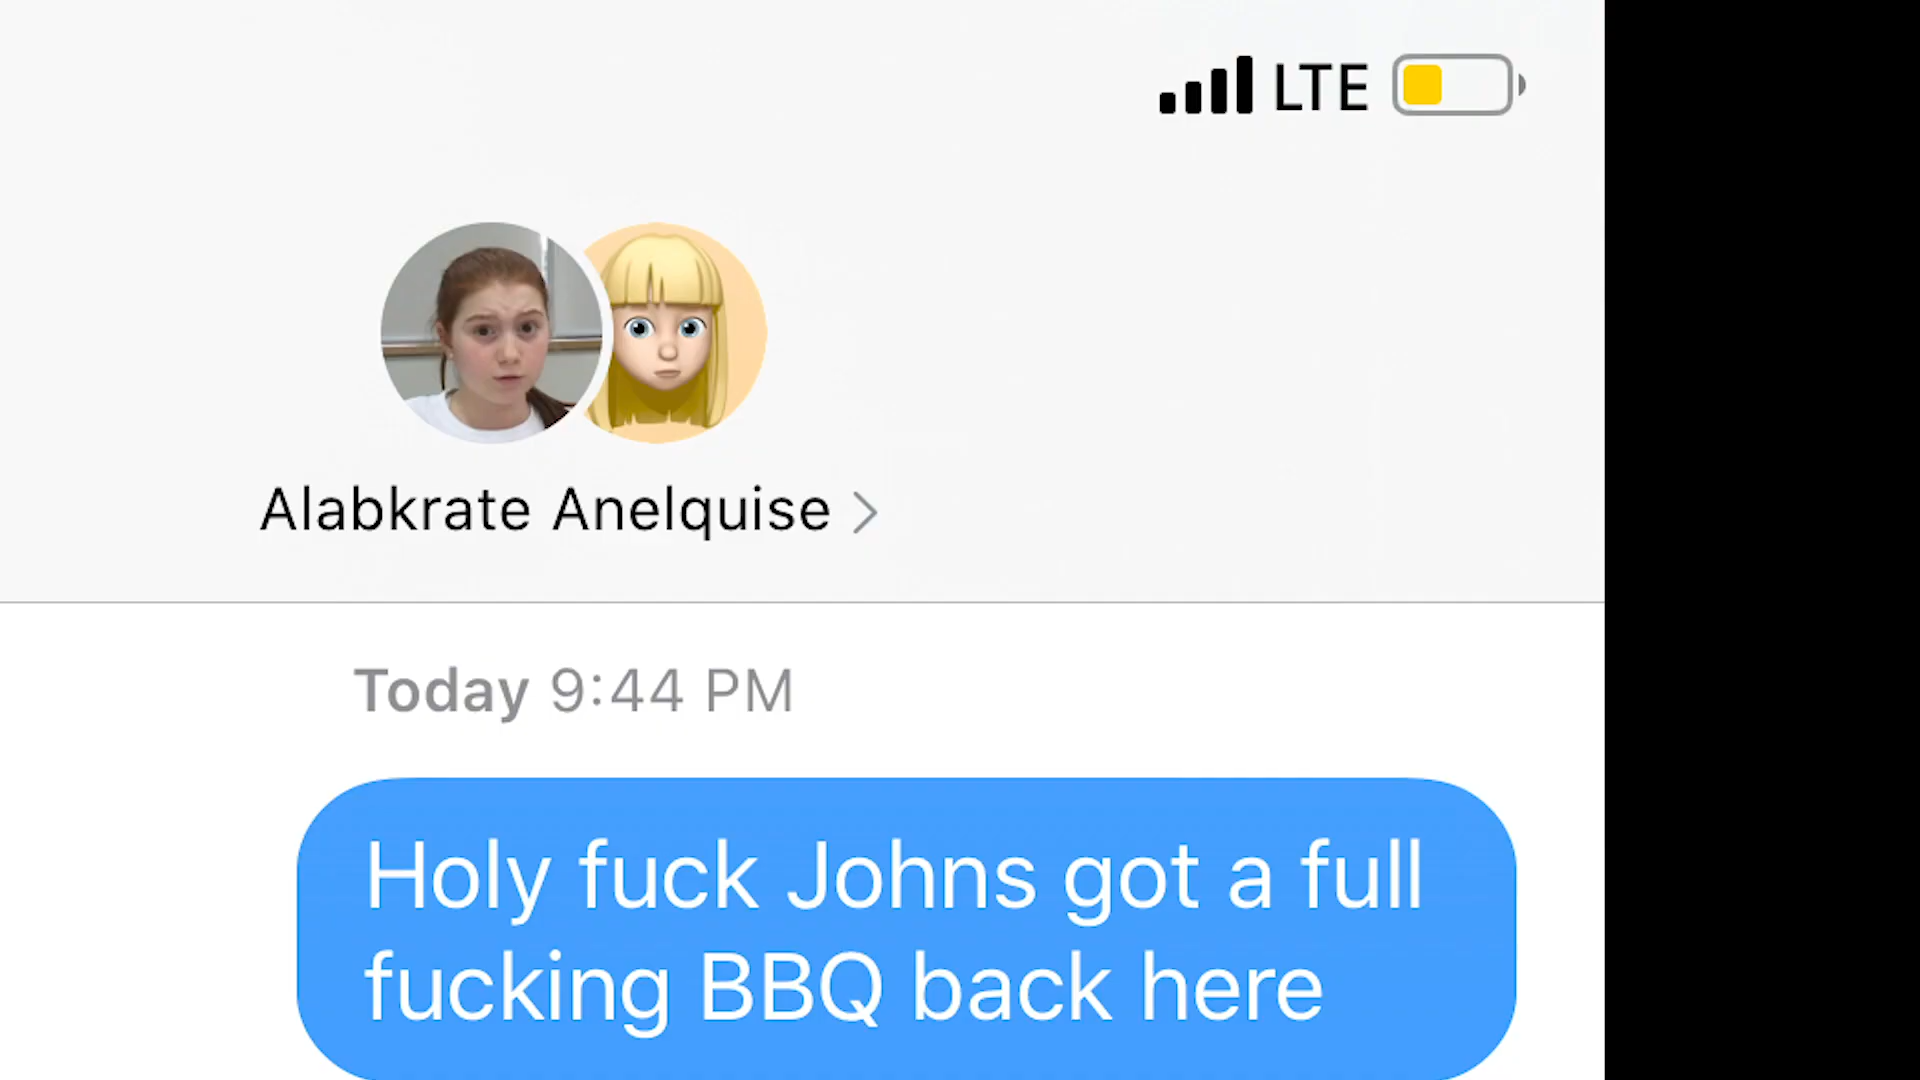 LTE
Alabkrate Anelquise
Today 9:44 PM
Holy fuck Johns got a full
fucking BBQ back here